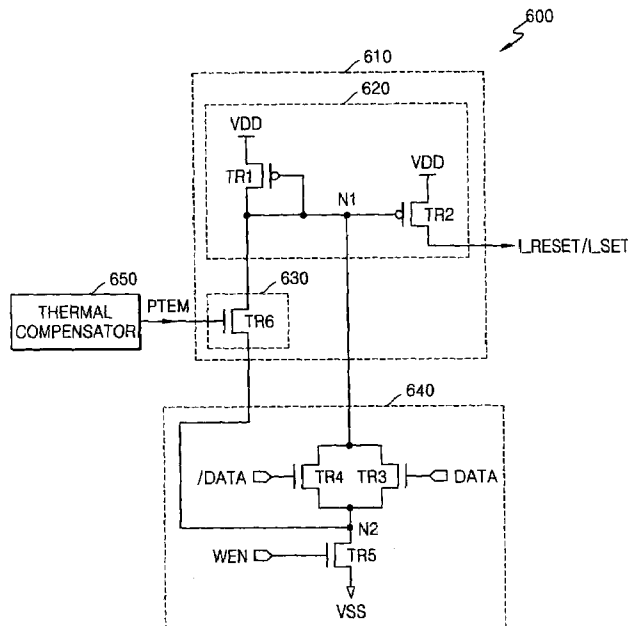 600
610
620
VDD
VDD
TR1
N1
TR2
I_RESET/I_SET
650
630
THERMAL
COMPENSATOR
PTEM
TR6
640
/DATA
TR4
TR3
DATA
N2
WEN
TR5
VSS